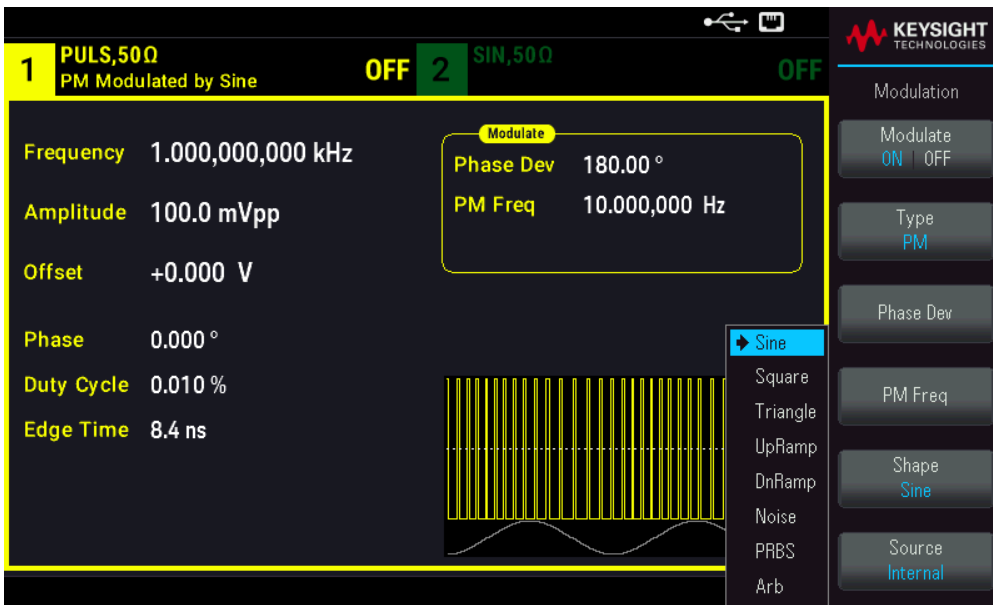 KEYSIGHT
TECHNOLOGIES
1 PULS,50Ω
PM Modulated by Sine
OFF
2 SIN,50Ω
OFF
Frequency 1.000,000,000 kHz
Amplitude 100.0 mVpp
Offset +0.000 V
Phase 0.000 °
Duty Cycle 0.010 %
Edge Time 8.4 ns
Modulate
Phase Dev 180.00 °
PM Freq 10.000,000 Hz
Sine
Square
Triangle
UpRamp
DnRamp
Noise
PRBS
Arb
Modulation
Modulate
ON | OFF
Type
PM
Phase Dev
PM Freq
Shape
Sine
Source
Internal